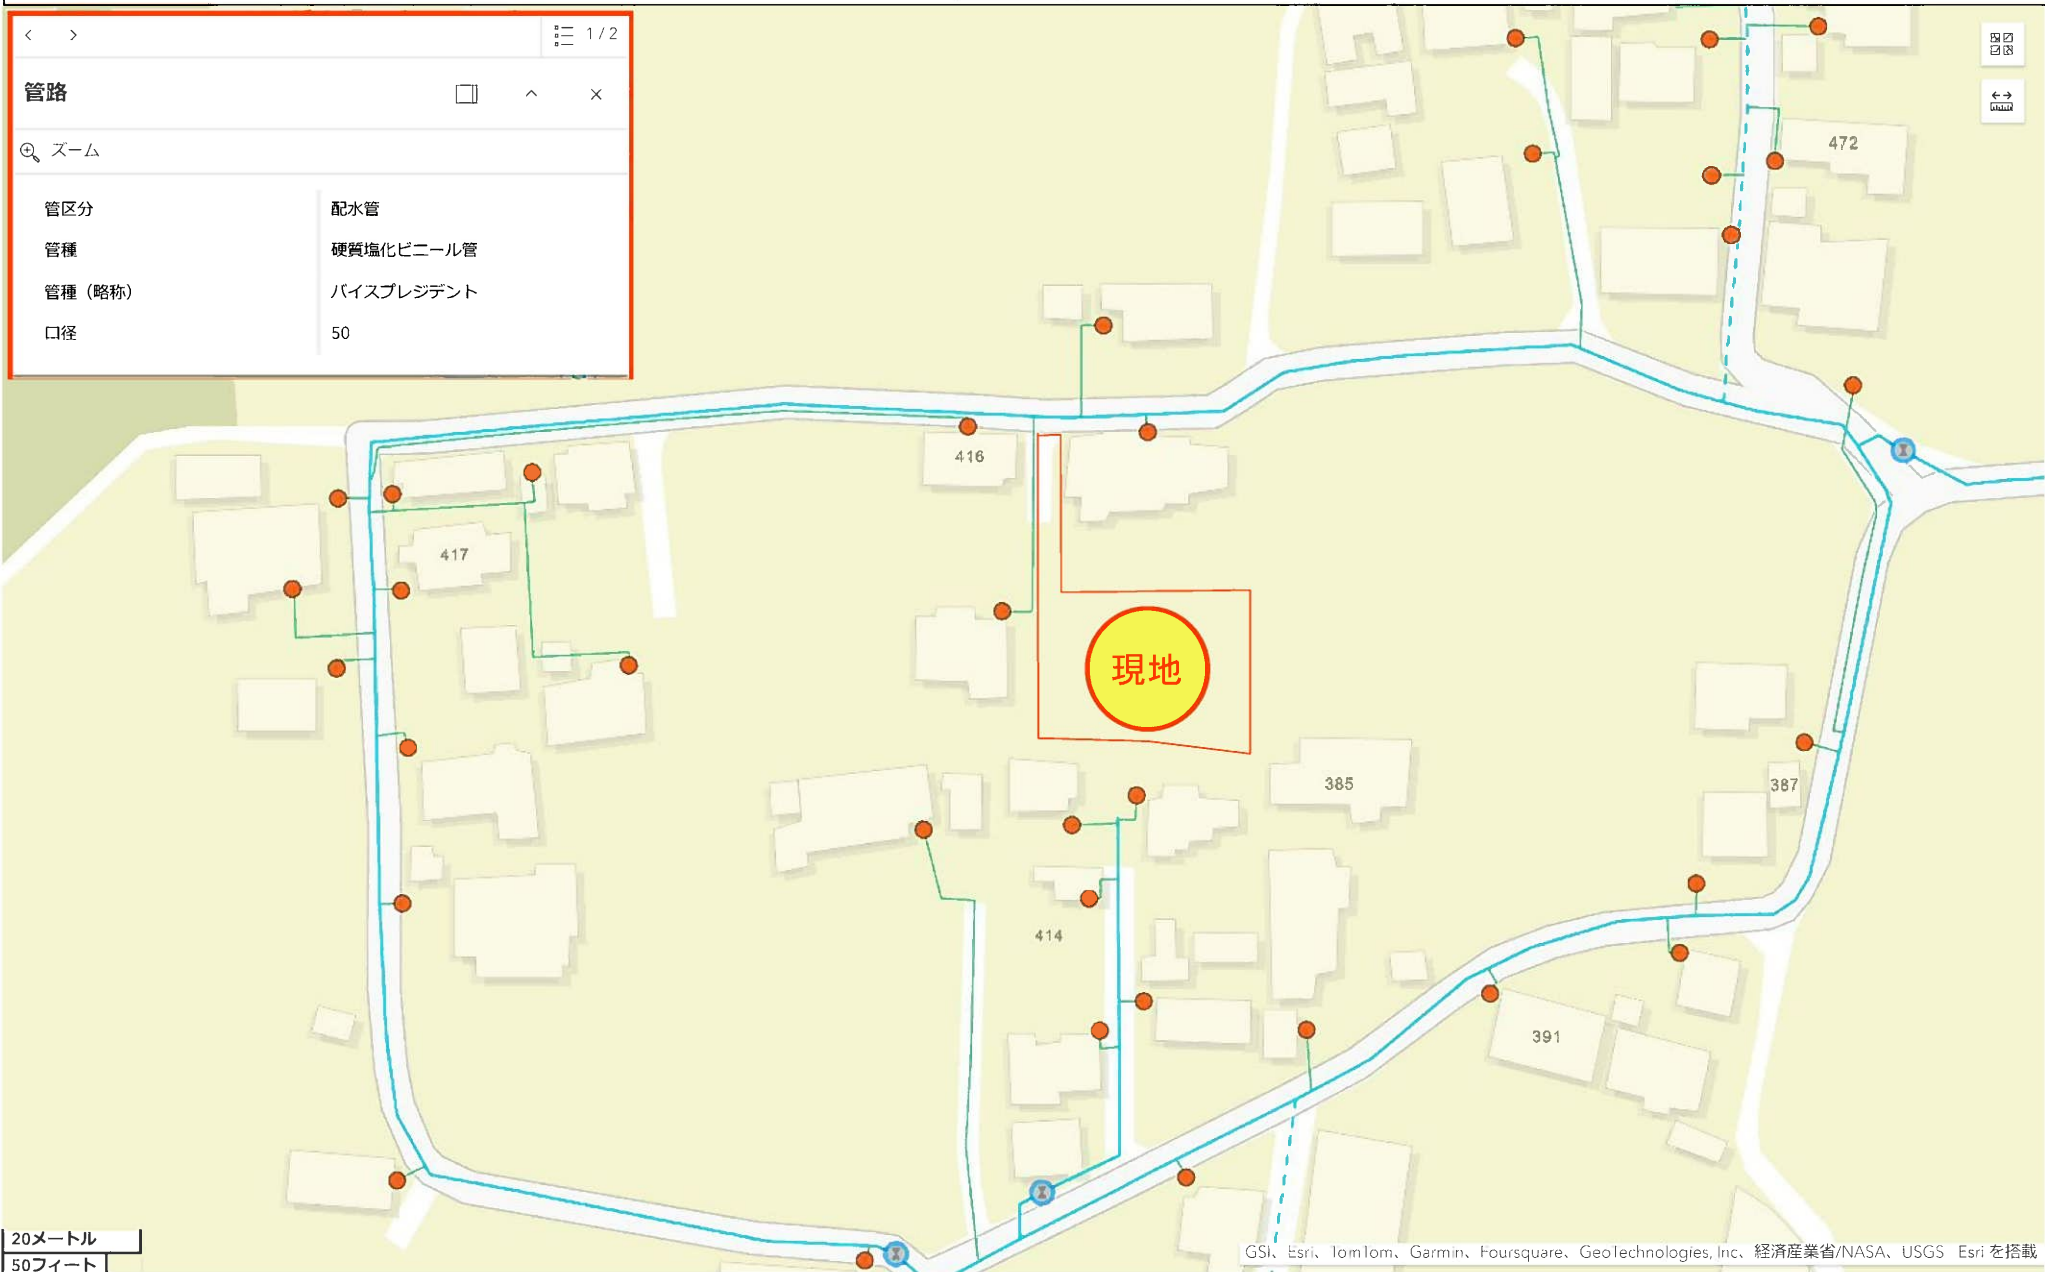 1 / 2
管路
ズーム
管区分 配水管
管種 硬質塩化ビニール管
管種（略称） バイスプレジデント
口径 50
472
416
417
現地
385
387
414
391
20メートル
50フィート
GSI、Esri、TomTom、Garmin、Foursquare、GeoTechnologies, Inc、経済産業省/NASA、USGS Esri を搭載